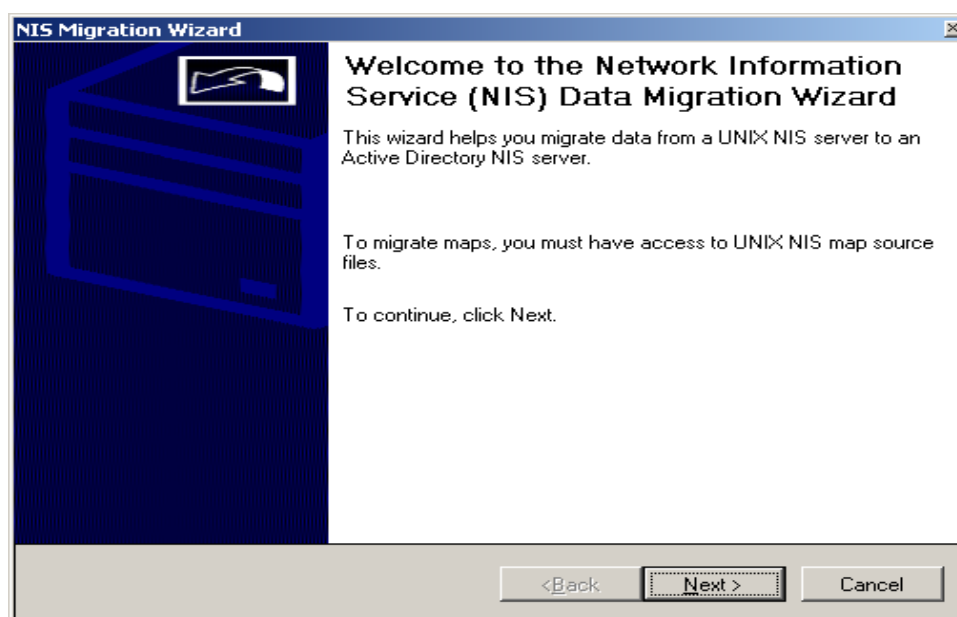 NIS Migration Wizard
Welcome to the Network Information
Service (NIS) Data Migration Wizard
This wizard helps you migrate data from a UNIX NIS server to an
Active Directory NIS server.
To migrate maps, you must have access to UNIX NIS map source
files.
To continue, click Next.
<Back
Next >
Cancel